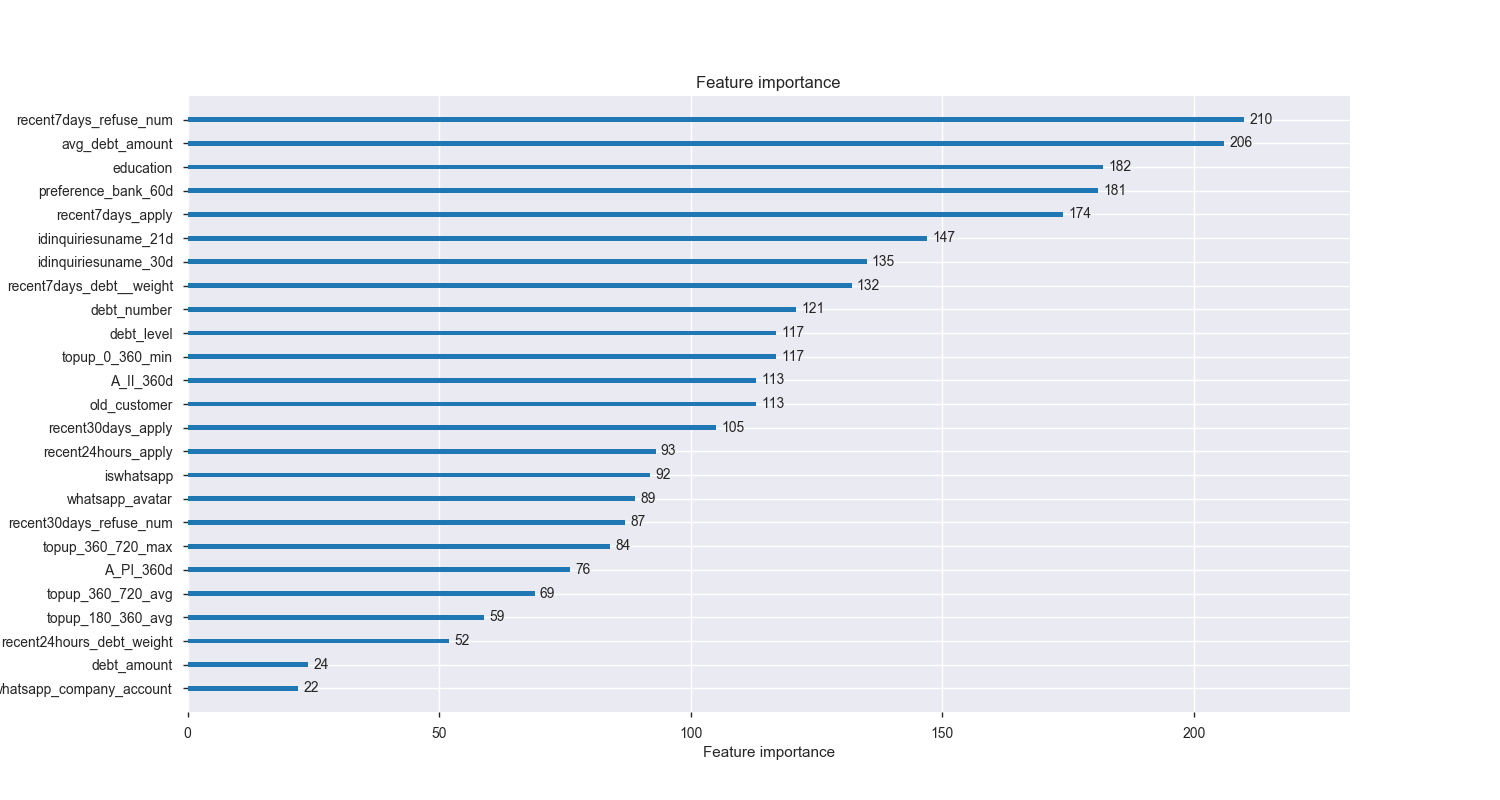 Feature importance
recent7days_refuse_num 210
avg_debt_amount 206
education 182
preference_bank_60d 181
recent7days_apply 174
idinquiriesuname_21d 147
idinquiriesuname_30d 135
recent7days_debt__weight 132
debt_number 121
debt_level 117
topup_0_360_min 117
A_II_360d 113
old_customer 113
recent30days_apply 105
recent24hours_apply 93
iswhatsapp 92
whatsapp_avatar 89
recent30days_refuse_num 87
topup_360_720_max 84
A_PI_360d 76
topup_360_720_avg 69
topup_180_360_avg 59
recent24hours_debt_weight 52
debt_amount 24
whatsapp_company_account 22
0 50 100 150 200
Feature importance